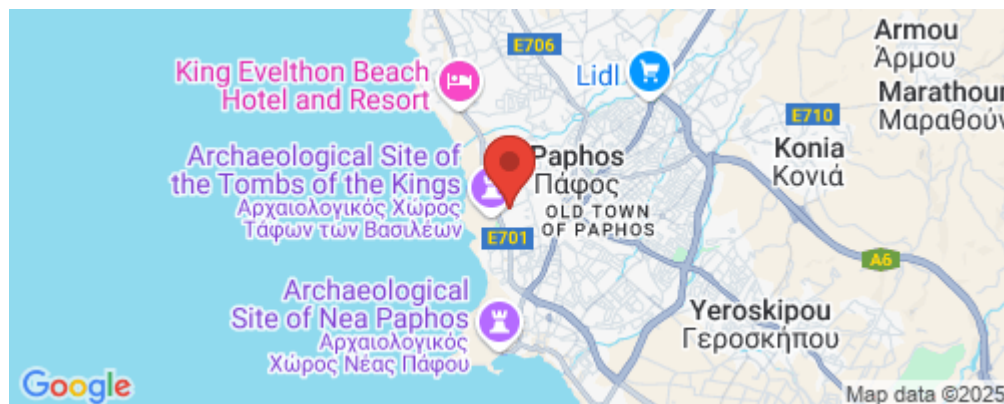 E706
King Evelthon Beach
Hotel and Resort
Lidl
Armou
Άρμου
Marathoun
Μαραθούν
E710
Archaeological Site of
the Tombs of the Kings
Αρχαιολογικός Χώρος
Τάφων των Βασιλέων
Paphos
Πάφος
OLD TOWN
OF PAPHOS
Konia
Κονιά
E701
A6
Archaeological
Site of Nea Paphos
Αρχαιολογικός
Χώρος Νέας Πάφου
Yeroskipou
Γεροσκήπου
Google
Map data ©2025